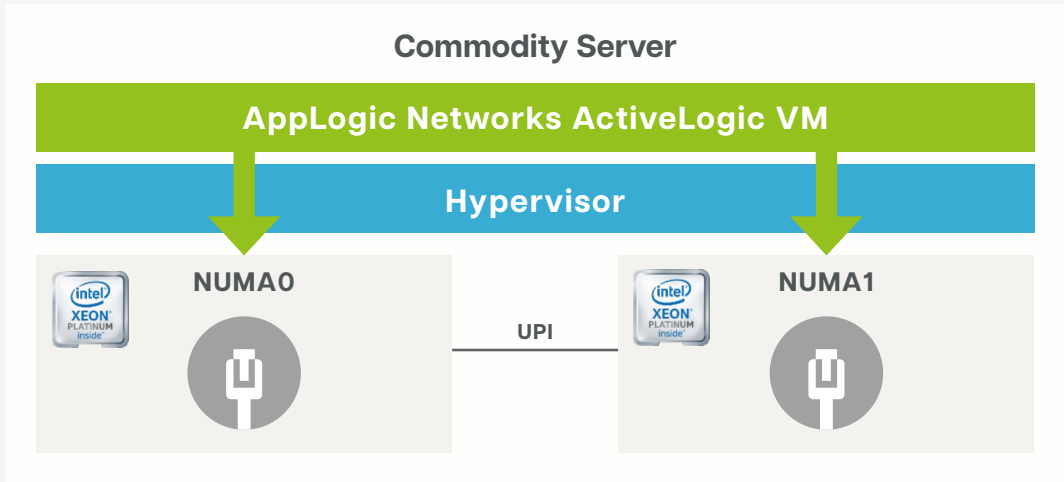 Commodity Server
AppLogic Networks ActiveLogic VM
Hypervisor
NUMA0
intel
XEON
PLATINUM
inside
UPI
NUMA1
intel
XEON
PLATINUM
inside